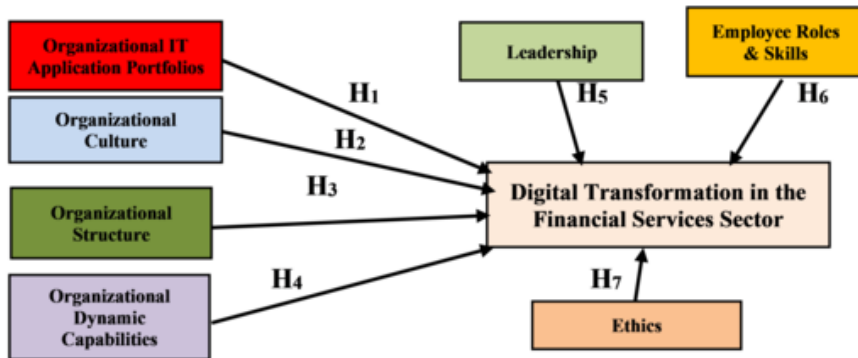 Organizational IT
Application Portfolios
Organizational
Culture
Organizational
Structure
Organizational
Dynamic
Capabilities
H1
H2
H3
H4
Leadership
H5
Employee Roles
& Skills
H6
Digital Transformation in the
Financial Services Sector
H7
Ethics